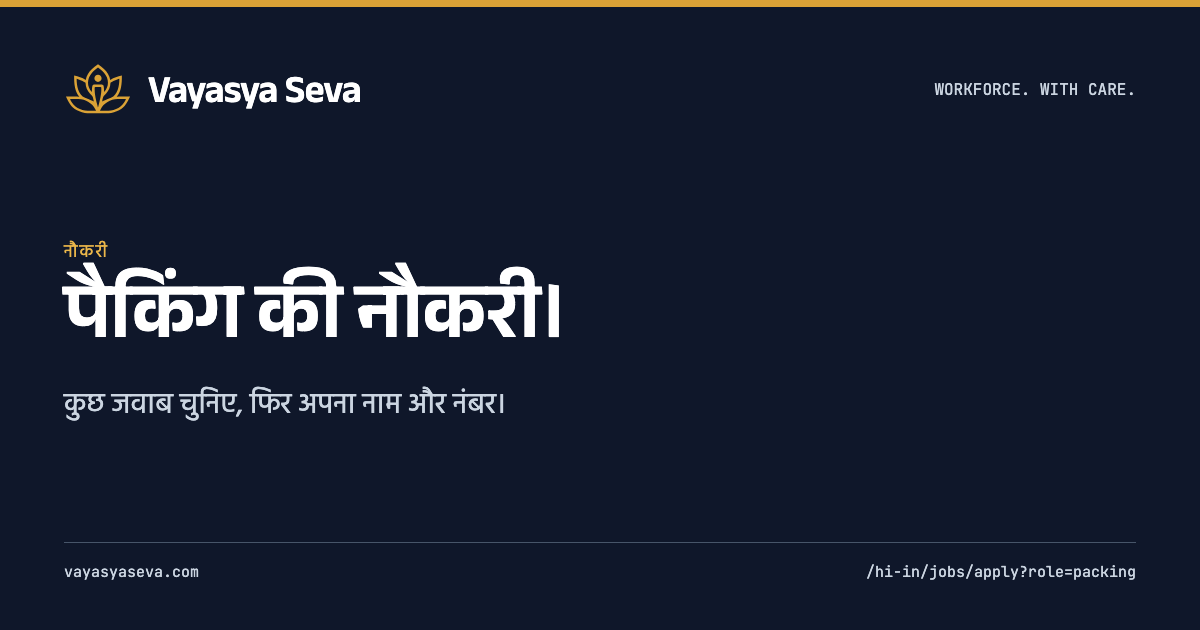 Vayasya Seva
WORKFORCE. WITH CARE.
नौकरी
पैकिंग की नौकरी।
कुछ जवाब चुनिए, फिर अपना नाम और नंबर।
vayasyaseva.com
/hi-in/jobs/apply?role=packing